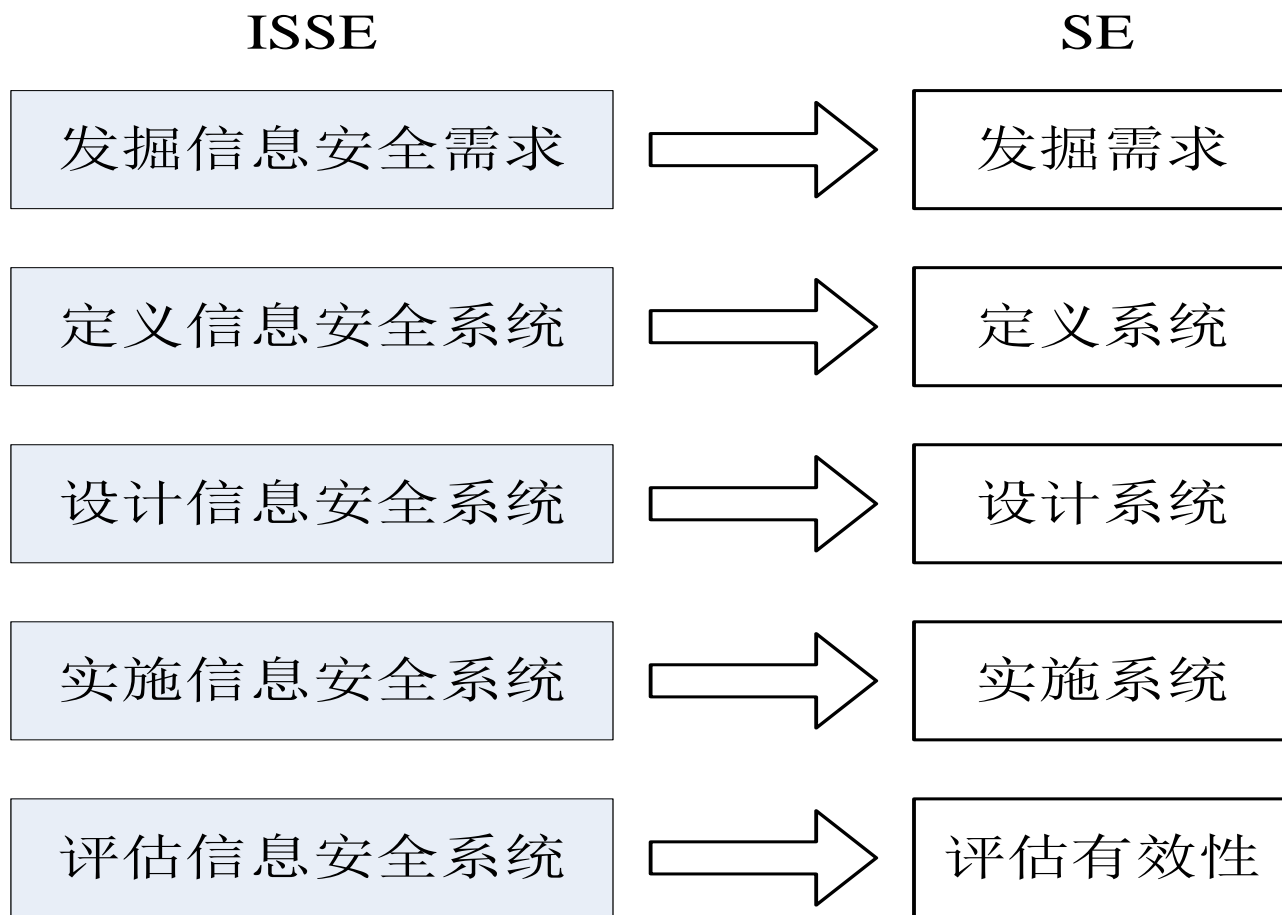 ISSE SE
发掘信息安全需求 发掘需求
定义信息安全系统 定义系统
设计信息安全系统 设计系统
实施信息安全系统 实施系统
评估信息安全系统 评估有效性